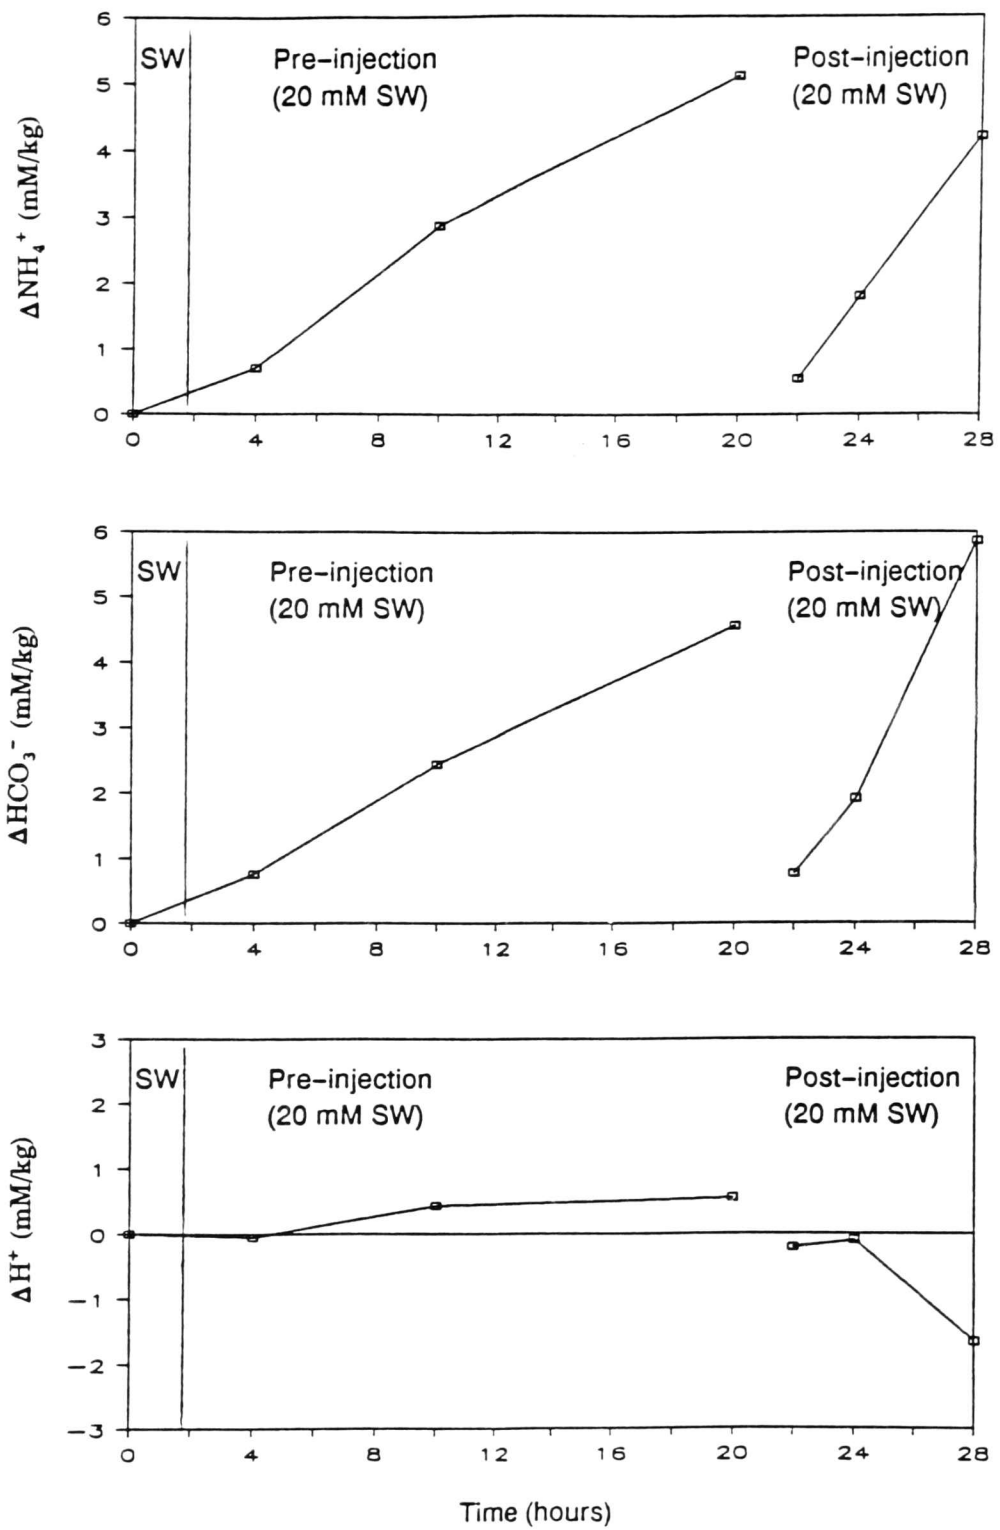 6
SW
Pre-injection
(20 mM SW)
Post-injection
(20 mM SW)
5
4
3
2
1
0
ΔNH₄⁺ (mM/kg)
0 4 8 12 16 20 24 28
6
SW
Pre-injection
(20 mM SW)
Post-injection
(20 mM SW)
5
4
3
2
1
0
ΔHCO₃⁻ (mM/kg)
0 4 8 12 16 20 24 28
3
SW
Pre-injection
(20 mM SW)
Post-injection
(20 mM SW)
2
1
0
-1
-2
-3
ΔH⁺ (mM/kg)
0 4 8 12 16 20 24 28
Time (hours)